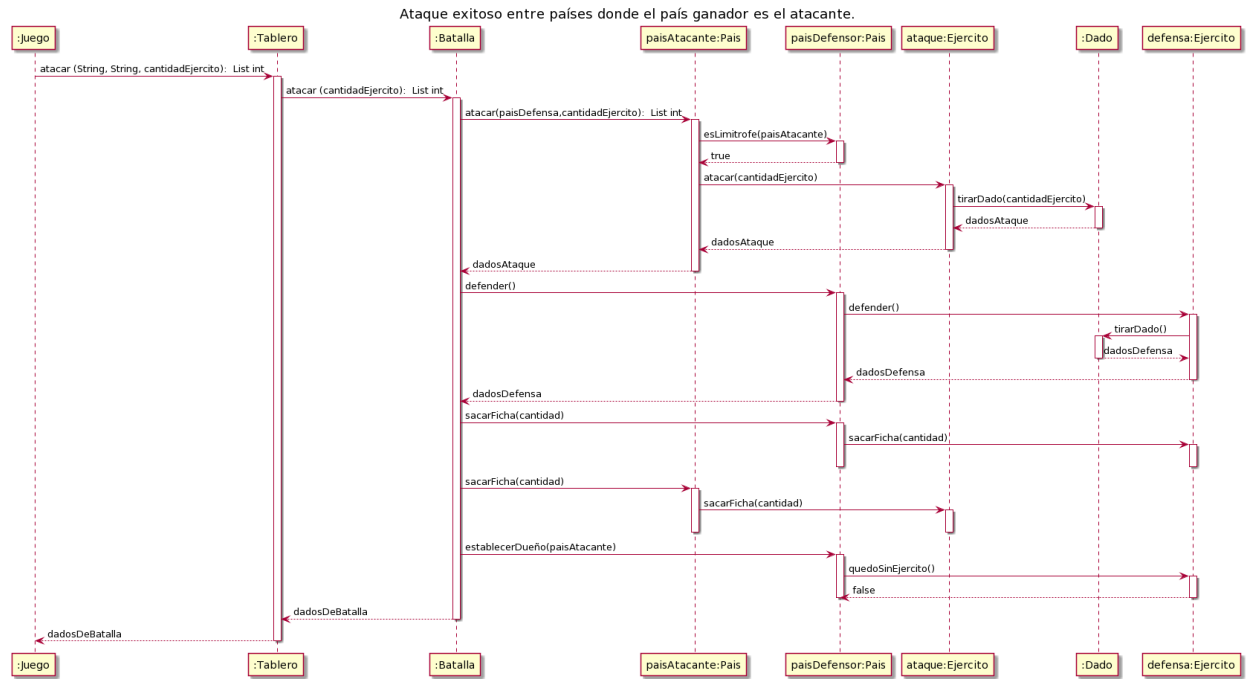 Ataque exitoso entre países donde el país ganador es el atacante.
:Juego
:Tablero
:Batalla
paisAtacante:Pais
paisDefensor:Pais
ataque:Ejercito
:Dado
defensa:Ejercito
atacar (String, String, cantidadEjercito):  List int
atacar (cantidadEjercito):  List int
atacar(paisDefensa,cantidadEjercito):  List int
esLimitrofe(paisAtacante)
true
atacar(cantidadEjercito)
tirarDado(cantidadEjercito)
dadosAtaque
dadosAtaque
dadosAtaque
defender()
defender()
tirarDado()
dadosDefensa
dadosDefensa
dadosDefensa
sacarFicha(cantidad)
sacarFicha(cantidad)
sacarFicha(cantidad)
sacarFicha(cantidad)
establecerDueño(paisAtacante)
quedoSinEjercito()
false
dadosDeBatalla
dadosDeBatalla
:Juego
:Tablero
:Batalla
paisAtacante:Pais
paisDefensor:Pais
ataque:Ejercito
:Dado
defensa:Ejercito